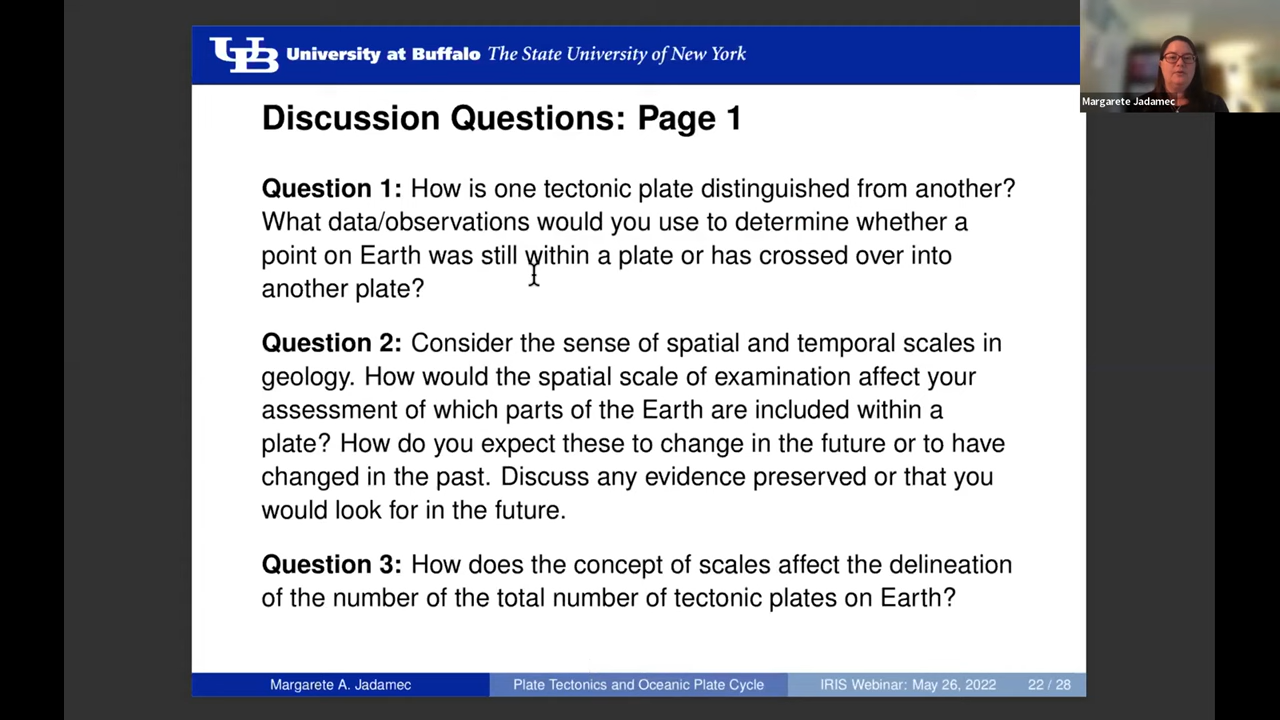 UB University at Buffalo The State University of New York
Margarete Jadamec
Discussion Questions: Page 1
Question 1: How is one tectonic plate distinguished from another?
What data/observations would you use to determine whether a
point on Earth was still within a plate or has crossed over into
another plate?
Question 2: Consider the sense of spatial and temporal scales in
geology. How would the spatial scale of examination affect your
assessment of which parts of the Earth are included within a
plate? How do you expect these to change in the future or to have
changed in the past. Discuss any evidence preserved or that you
would look for in the future.
Question 3: How does the concept of scales affect the delineation
of the number of the total number of tectonic plates on Earth?
Margarete A. Jadamec Plate Tectonics and Oceanic Plate Cycle IRIS Webinar: May 26, 2022 22 / 28